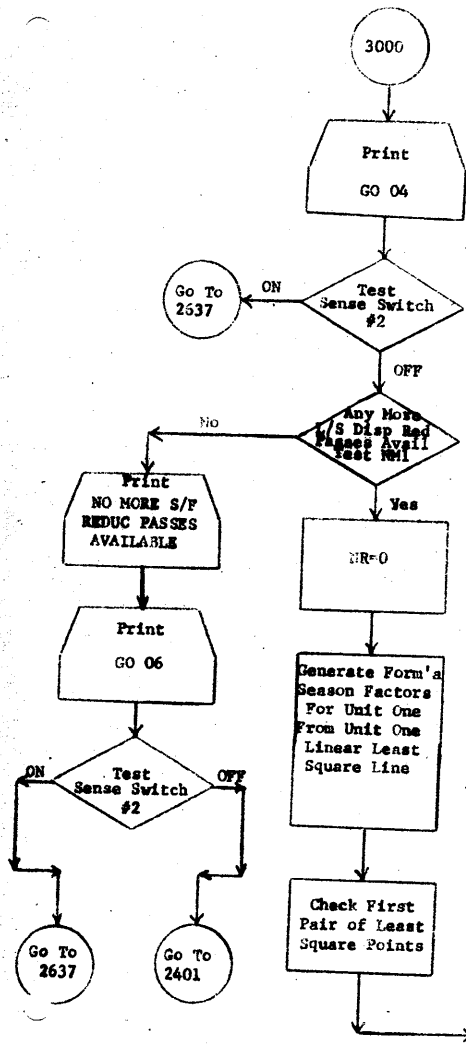 3000
Print
GO 04
Test
Sense Switch
#2
ON
Go To
2637
OFF
Any More
L/S Disp Red
Passes Avail
Test NM1
No
Yes
Print
NO MORE S/F
REDUC PASSES
AVAILABLE
NR=0
Print
GO 06
Generate Form'a
Season Factors
For Unit One
From Unit One
Linear Least
Square Line
Test
Sense Switch
#2
ON
OFF
Go To
2637
Go To
2401
Check First
Pair of Least
Square Points